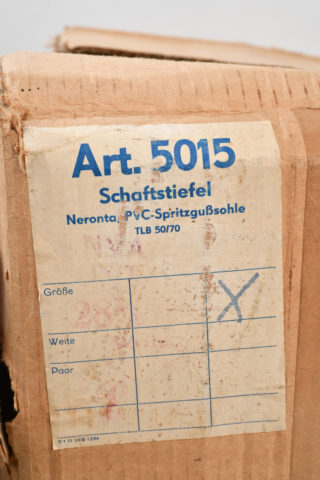 Art. 5015
Schaftstiefel
Neronta, PVC-Spritzgußsohle
TLB 50/70
Größe
X
Weite
Paar